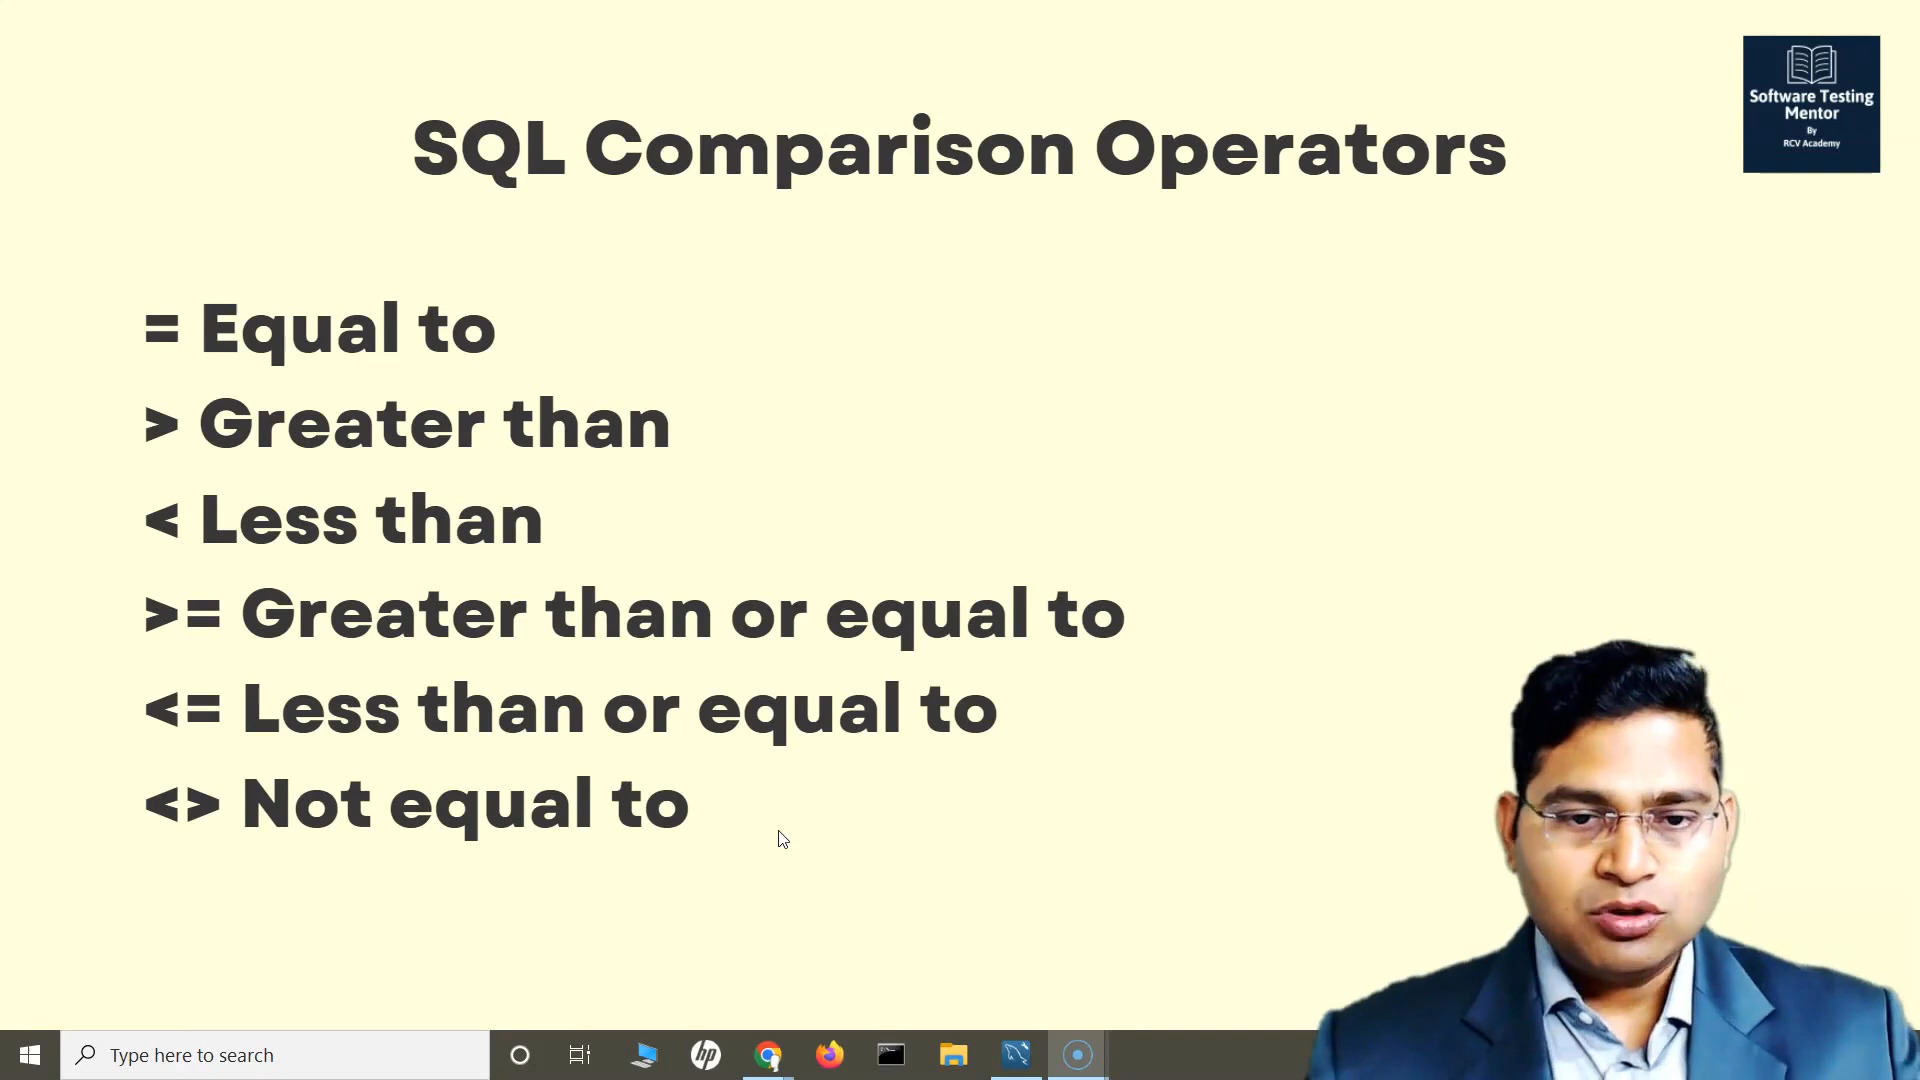 Software Testing
Mentor
By
RCV Academy
SQL Comparison Operators
= Equal to
> Greater than
< Less than
>= Greater than or equal to
<= Less than or equal to
<> Not equal to
Type here to search
hp